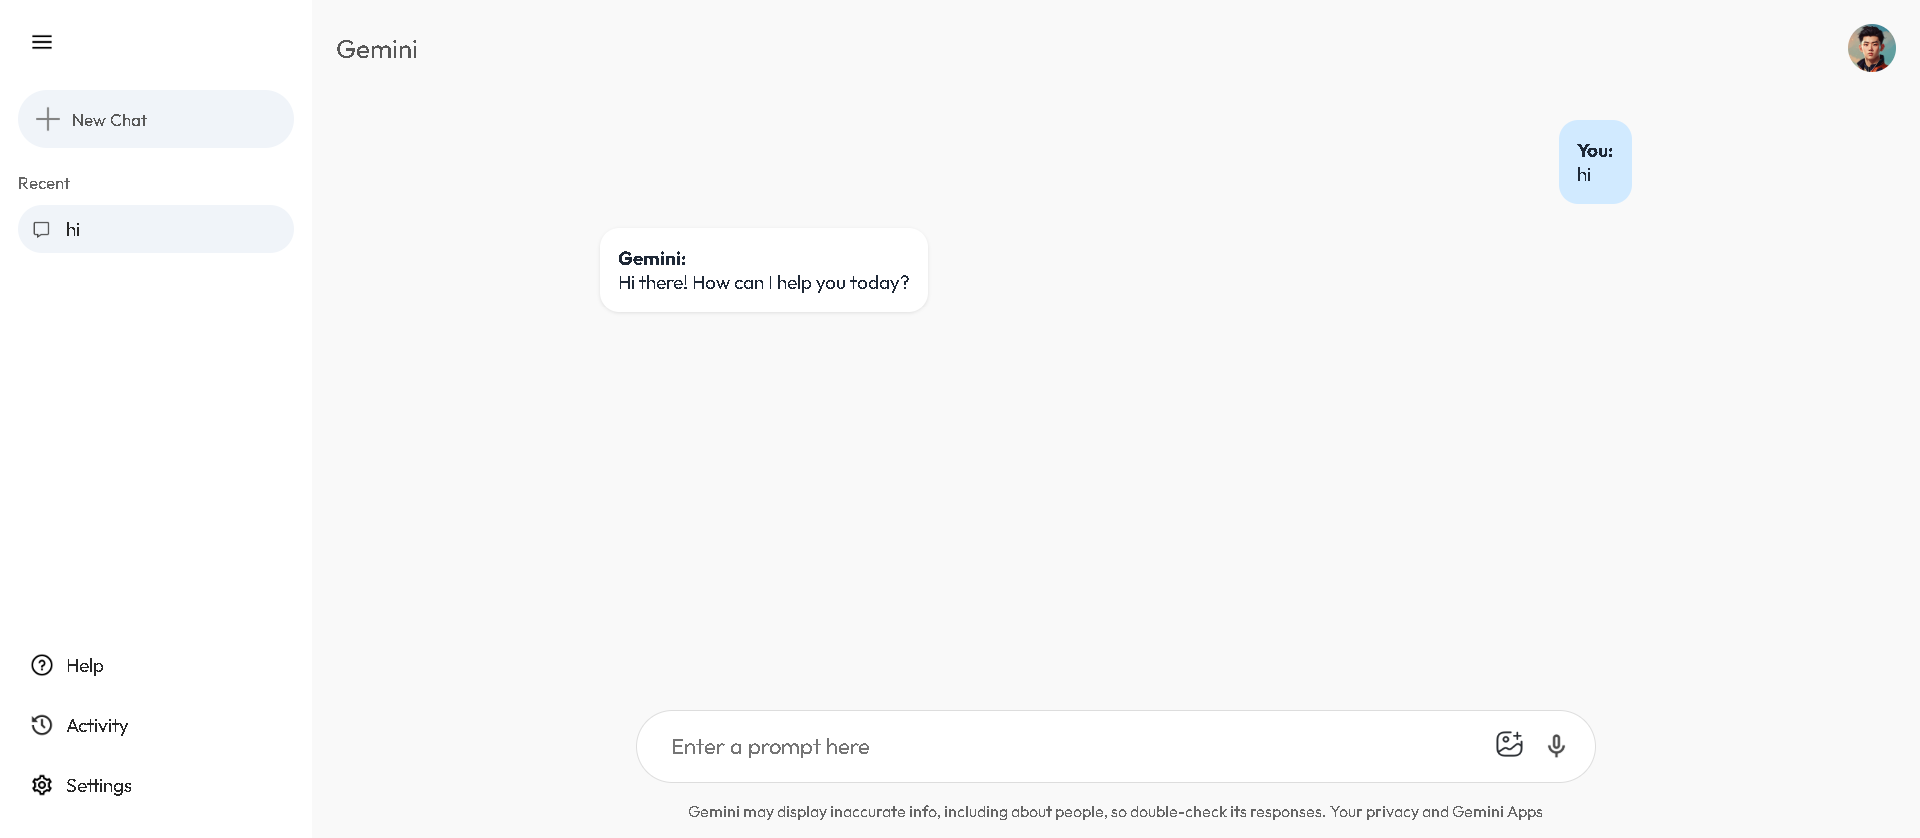 Gemini
New Chat
Recent
hi
You:
hi
Gemini:
Hi there! How can I help you today?
Help
Activity
Settings
Enter a prompt here
Gemini may display inaccurate info, including about people, so double-check its responses. Your privacy and Gemini Apps